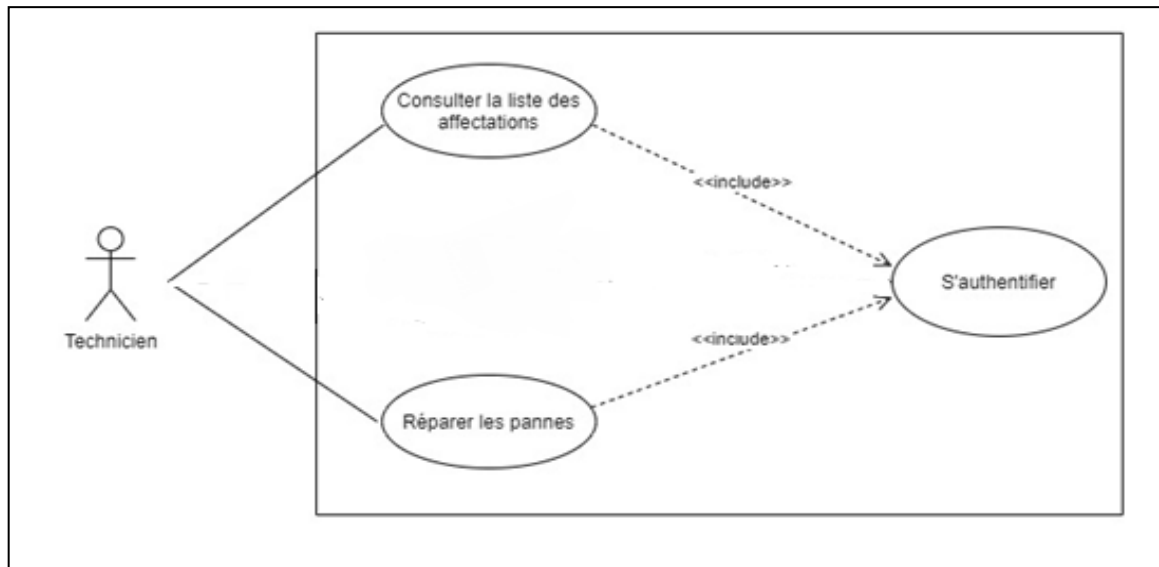 Consulter la liste des
affectations
<<include>>
S'authentifier
Technicien
<<include>>
Réparer les pannes